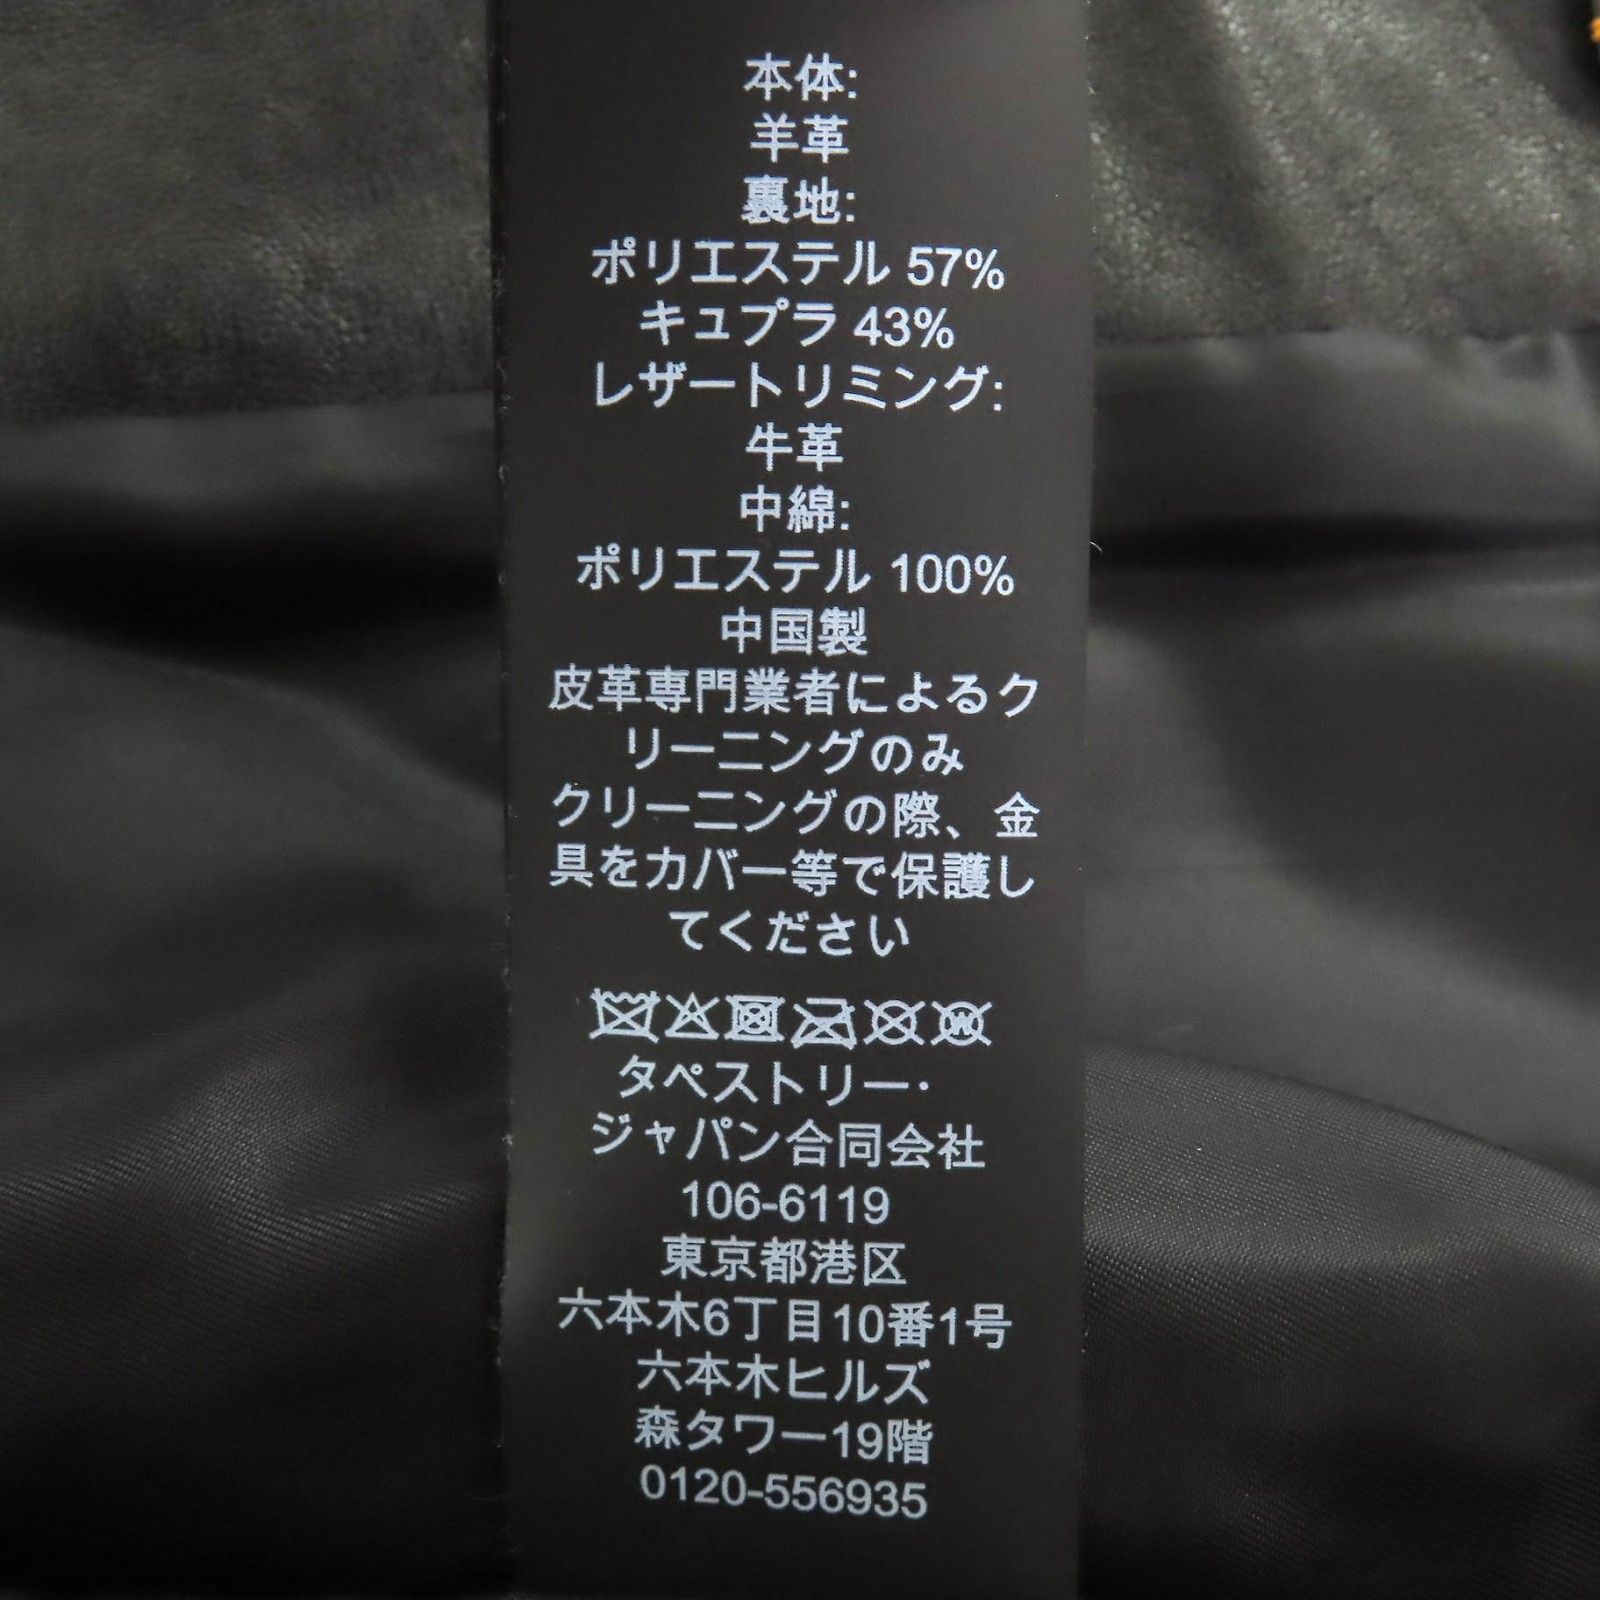 本体:
羊革
裏地:
ポリエステル 57%
キュプラ 43%
レザートリミング:
牛革
中綿:
ポリエステル 100%
中国製
皮革専門業者によるク
リーニングのみ
クリーニングの際、金
具をカバー等で保護し
てください
W
タペストリー・
ジャパン合同会社
106-6119
東京都港区
六本木6丁目10番1号
六本木ヒルズ
森タワー19階
0120-556935